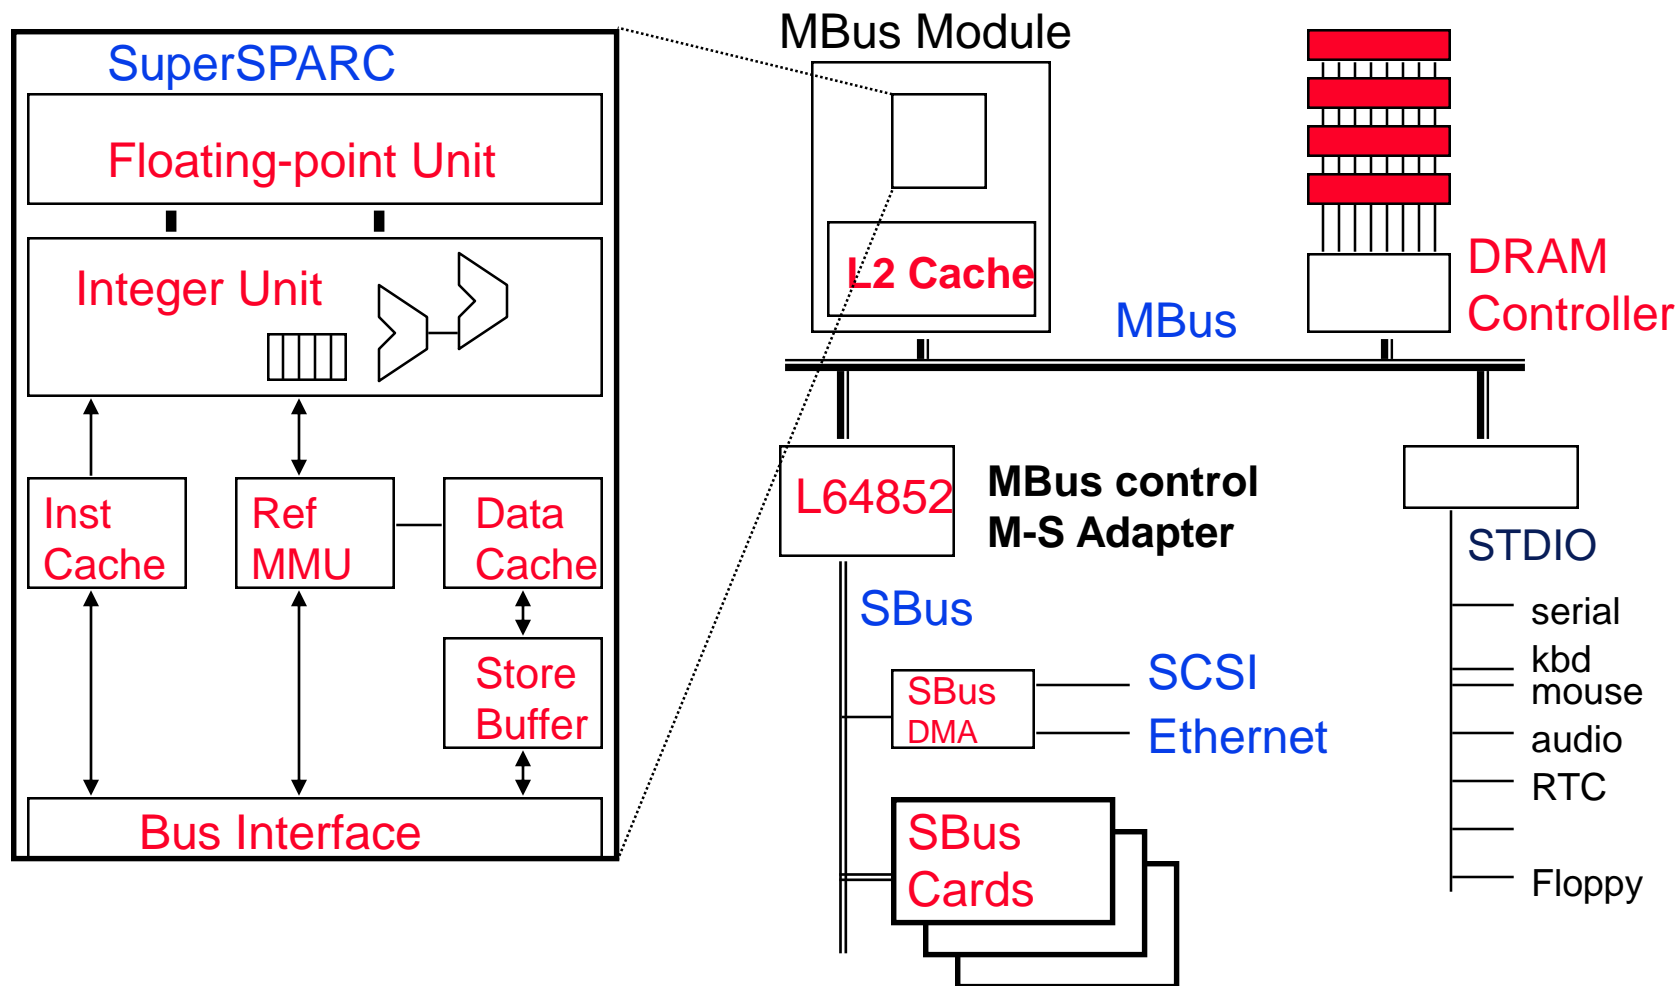 SuperSPARC
Floating-point Unit
Integer Unit
Inst
Cache
Ref
MMU
Data
Cache
Store
Buffer
Bus Interface
MBus Module
L2 Cache
MBus
DRAM
Controller
L64852
MBus control
M-S Adapter
STDIO
serial
kbd
mouse
audio
RTC
Floppy
SBus
SBus
DMA
SCSI
Ethernet
SBus
Cards